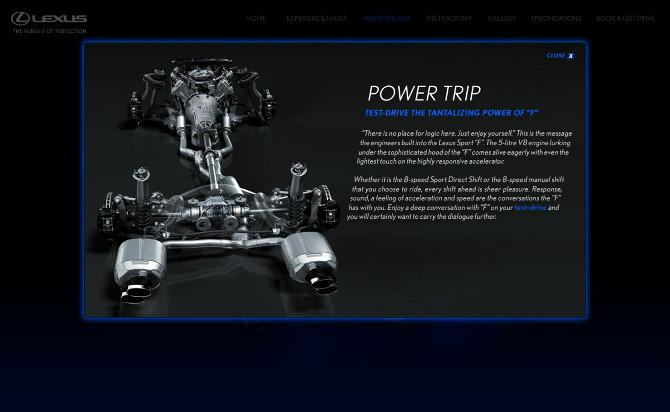 LEXUS
THE PURSUIT OF PERFECTION
HOME
EXPERIENCE THE ISF
ABOUT THE CAR
THE TRACK DAY
GALLERY
SPECIFICATIONS
BOOK A TEST DRIVE
CLOSE X
POWER TRIP
TEST-DRIVE THE TANTALIZING POWER OF "F"
"There is no place for logic here. Just enjoy yourself." This is the message
the engineers built into the Lexus Sport "F". The 5-litre V8 engine lurking
under the sophisticated hood of the "F" comes alive eagerly with even the
lightest touch on the highly responsive accelerator.
Whether it is the 8-speed Sport Direct Shift or the 8-speed manual shift
that you choose to ride, every shift ahead is sheer pleasure. Response,
sound, a feeling of acceleration and speed are the conversations the "F"
has with you. Enjoy a deep conversation with "F" on your test-drive and
you will certainly want to carry the dialogue further.